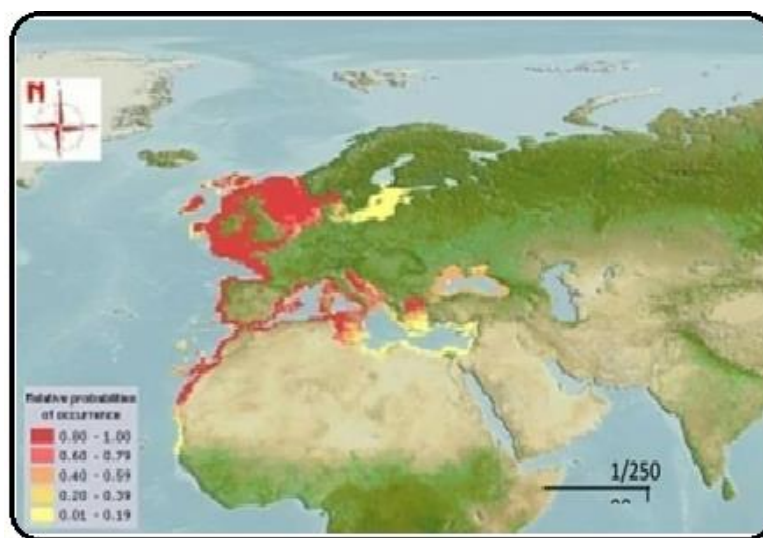 N
Relative probabilities
of occurrence
0.80 - 1.00
0.60 - 0.79
0.40 - 0.59
0.20 - 0.39
0.01 - 0.19
1/250